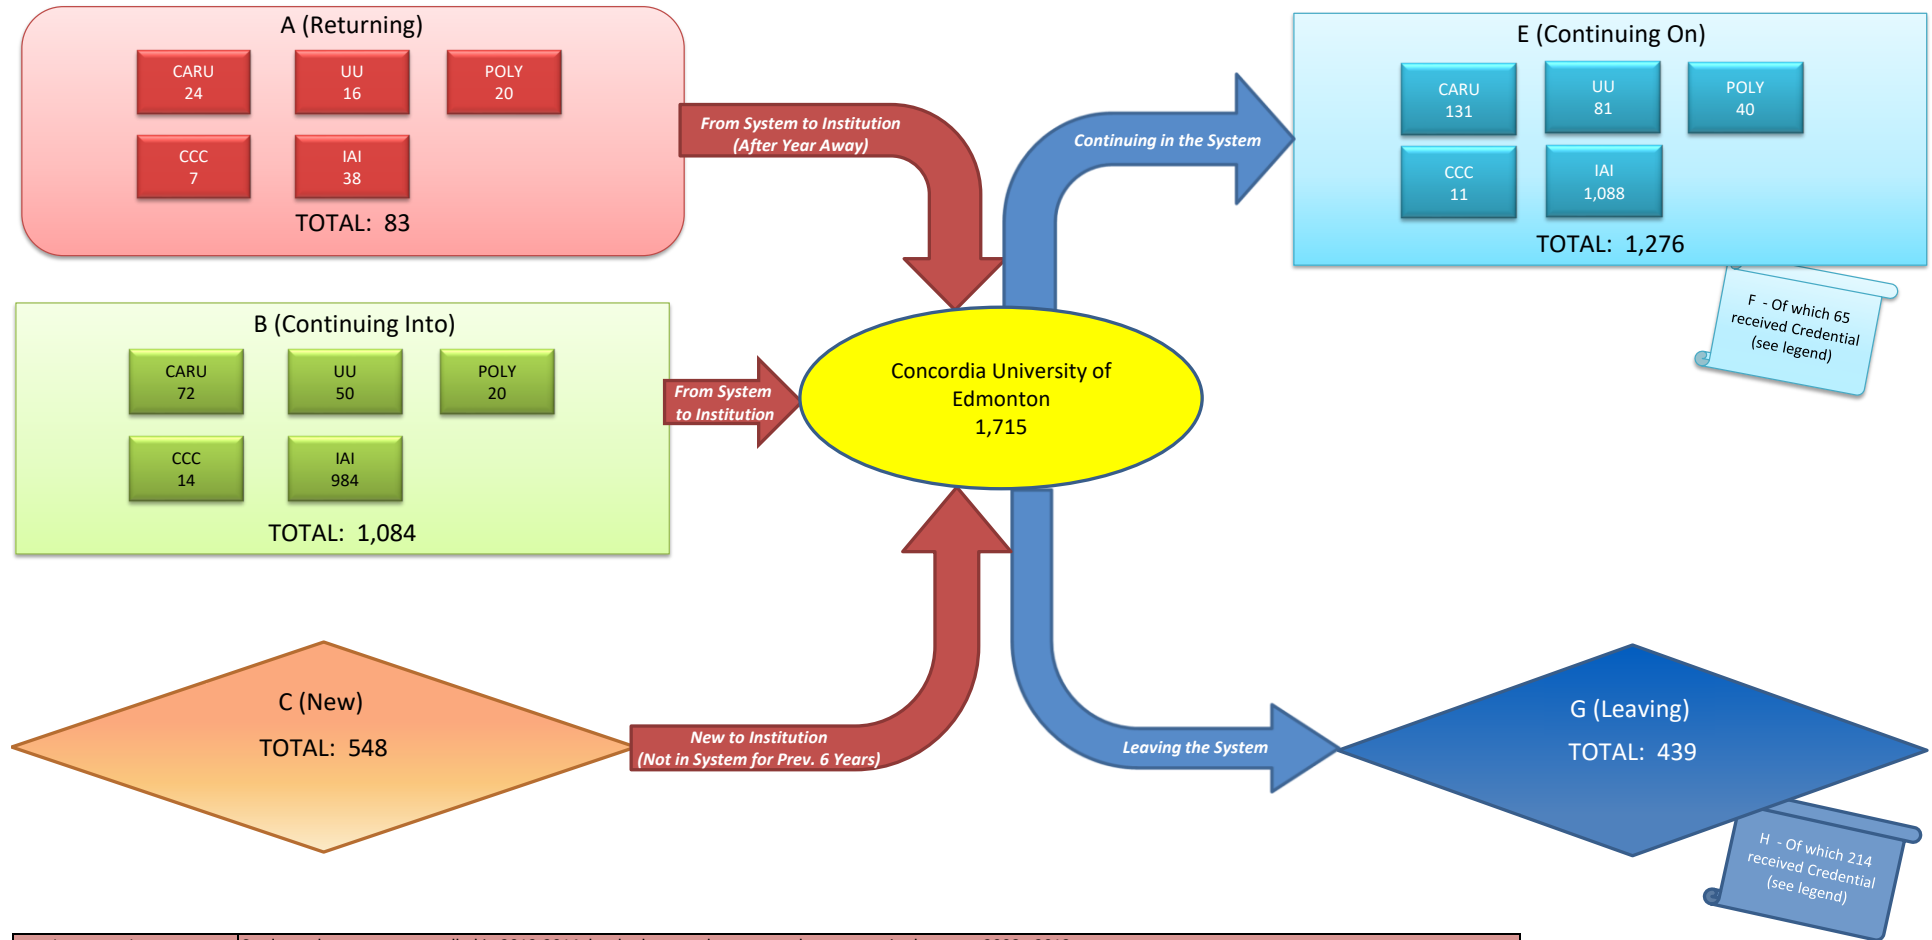 A (Returning)
CARU
24
UU
16
POLY
20
CCC
7
IAI
38
TOTAL: 83
From System to Institution
(After Year Away)
B (Continuing Into)
CARU
72
UU
50
POLY
20
CCC
14
IAI
984
TOTAL: 1,084
From System
to Institution
C (New)
TOTAL: 548
New to Institution
(Not in System for Prev. 6 Years)
Concordia University of
Edmonton
1,715
Continuing in the System
E (Continuing On)
CARU
131
UU
81
POLY
40
CCC
11
IAI
1,088
TOTAL: 1,276
F - Of which 65
received Credential
(see legend)
Leaving the System
G (Leaving)
TOTAL: 439
H - Of which 214
received Credential
(see legend)